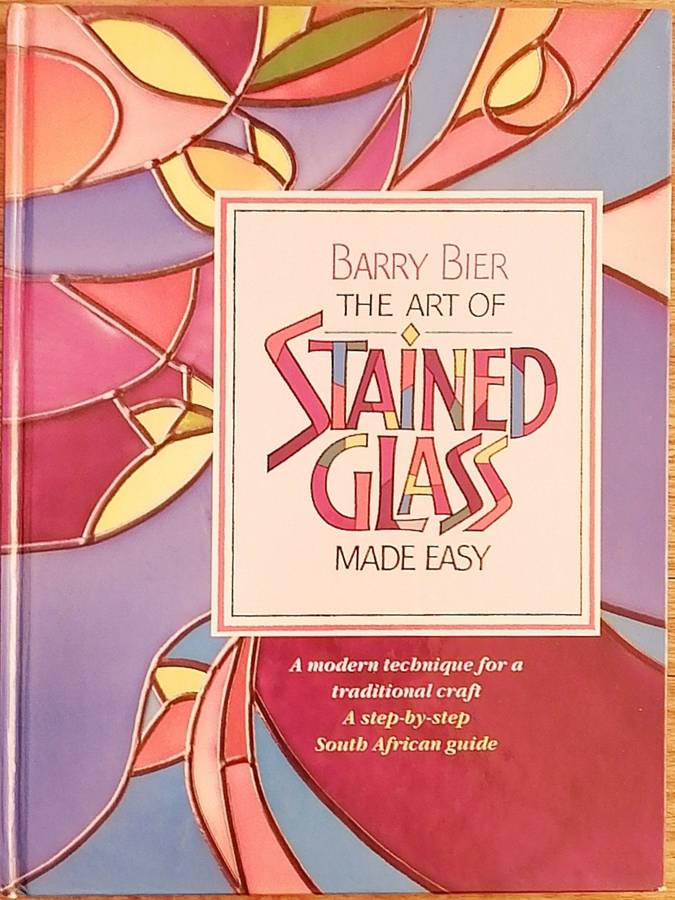 BARRY BIER
THE ART OF
STAINED
GLASS
MADE EASY
A modern technique for a
traditional craft
A step-by-step
South African guide